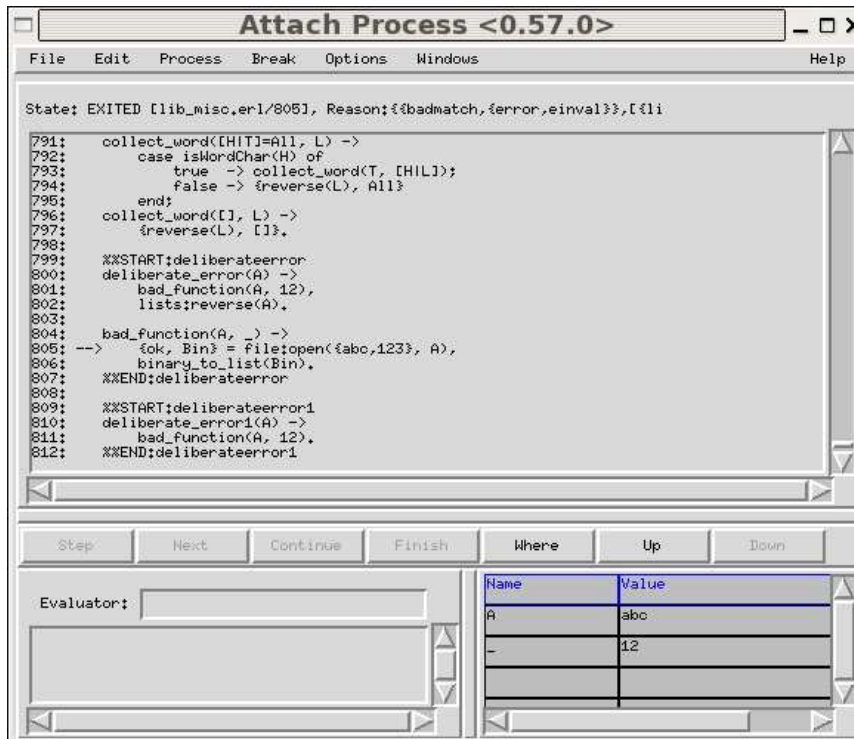 Attach Process <0.57.0>
File Edit Process Break Options Windows Help
State: EXITED [lib_misc.erl/805], Reason:{{badmatch,{error,einval}},[{li
791: collect_word([H|T]=All, L) ->
792: case isWordChar(H) of
793: true -> collect_word(T, [H|L]);
794: false -> {reverse(L), All}
795: end;
796: collect_word([], L) ->
797: {reverse(L), []}.
798:
799: %%START:deliberateerror
800: deliberate_error(A) ->
801: bad_function(A, 12),
802: lists:reverse(A).
803:
804: bad_function(A, _) ->
805: --> {ok, Bin} = file:open({abc,123}, A),
806: binary_to_list(Bin).
807: %%END:deliberateerror
808:
809: %%START:deliberateerror1
810: deliberate_error1(A) ->
811: bad_function(A, 12).
812: %%END:deliberateerror1
Step Next Continue Finish Where Up Down
Evaluator:
Name Value
A abc
_ 12